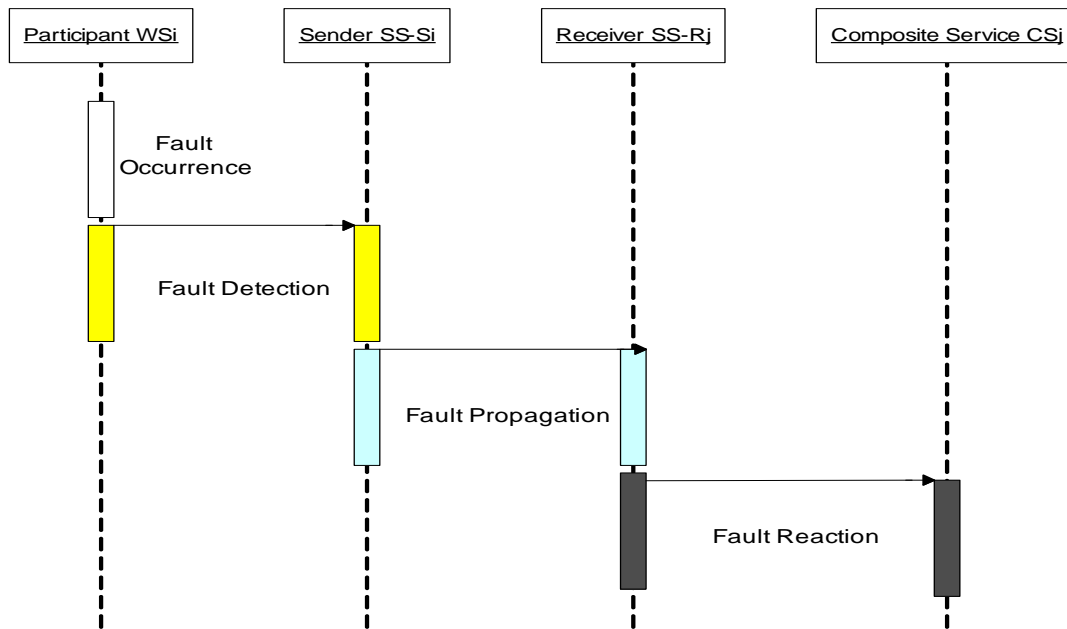 Participant WSi
Sender SS-Si
Receiver SS-Rj
Composite Service CSj
Fault
Occurrence
Fault Detection
Fault Propagation
Fault Reaction